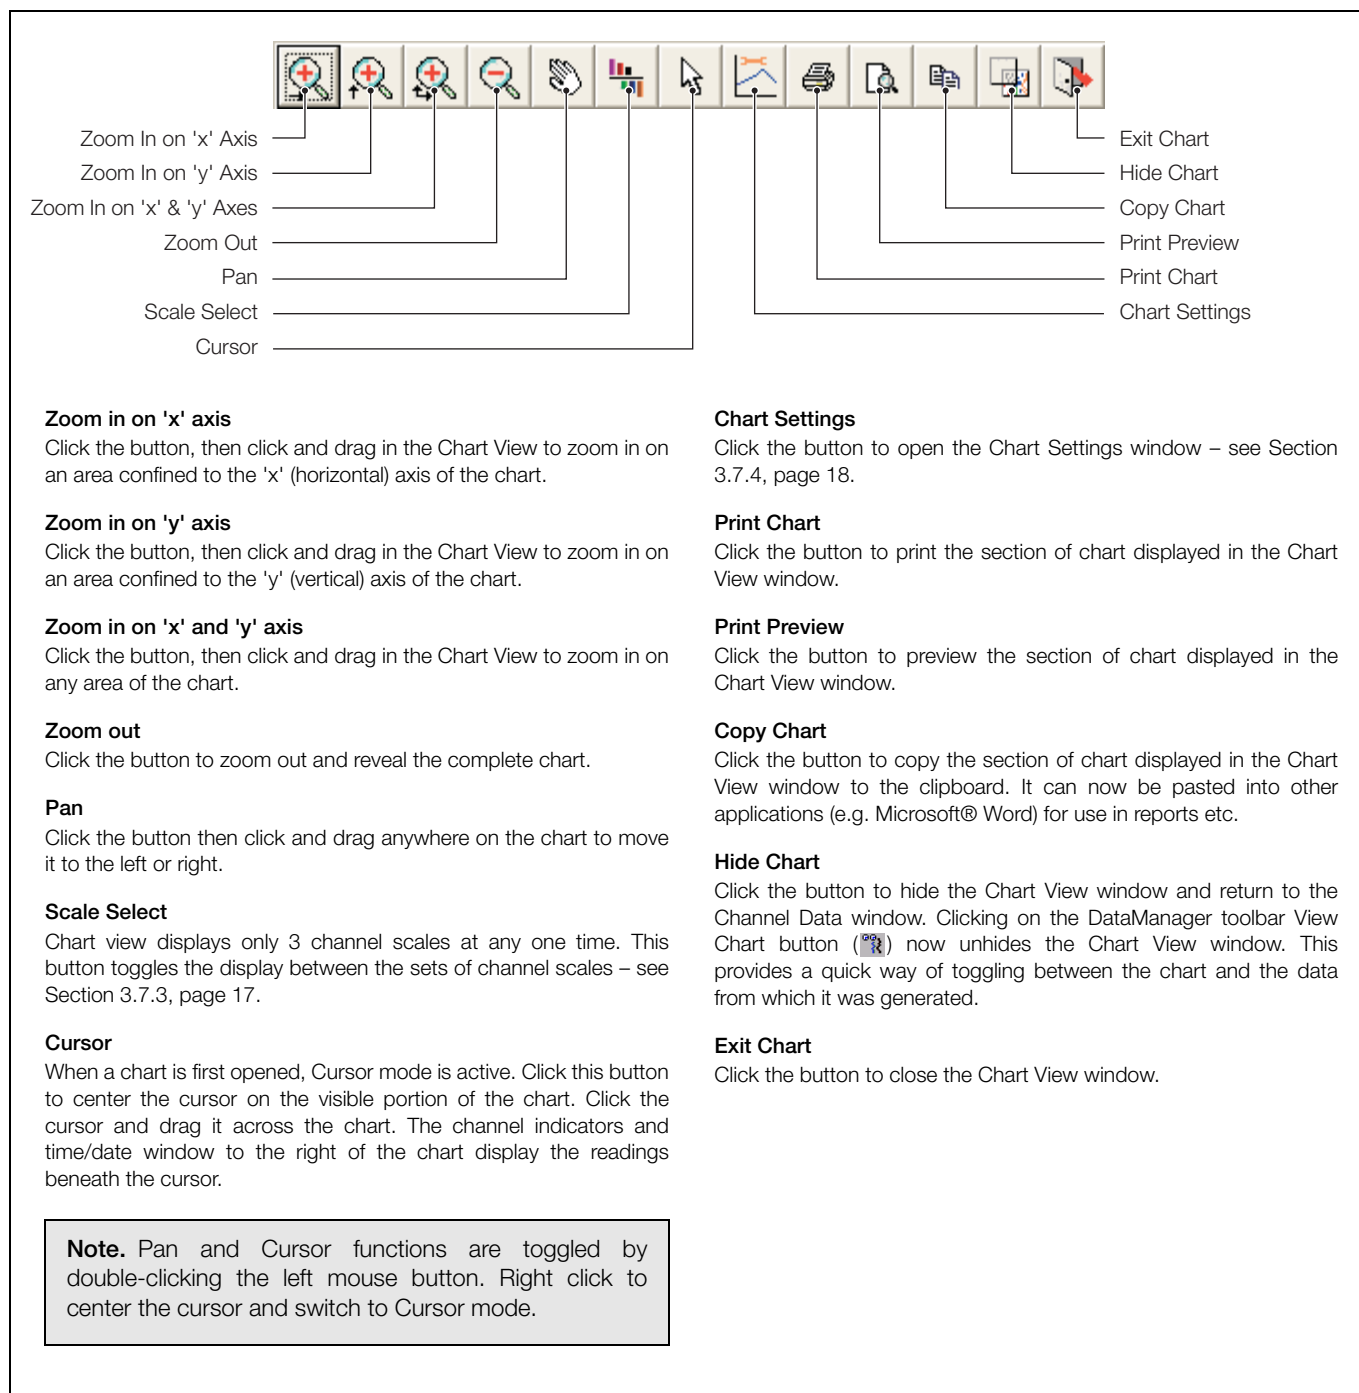 Zoom In on 'x' Axis
Zoom In on 'y' Axis
Zoom In on 'x' & 'y' Axes
Zoom Out
Pan
Scale Select
Cursor
Exit Chart
Hide Chart
Copy Chart
Print Preview
Print Chart
Chart Settings
Zoom in on 'x' axis
Click the button, then click and drag in the Chart View to zoom in on
an area confined to the 'x' (horizontal) axis of the chart.
Zoom in on 'y' axis
Click the button, then click and drag in the Chart View to zoom in on
an area confined to the 'y' (vertical) axis of the chart.
Zoom in on 'x' and 'y' axis
Click the button, then click and drag in the Chart View to zoom in on
any area of the chart.
Zoom out
Click the button to zoom out and reveal the complete chart.
Pan
Click the button then click and drag anywhere on the chart to move
it to the left or right.
Scale Select
Chart view displays only 3 channel scales at any one time. This
button toggles the display between the sets of channel scales – see
Section 3.7.3, page 17.
Cursor
When a chart is first opened, Cursor mode is active. Click this button
to center the cursor on the visible portion of the chart. Click the
cursor and drag it across the chart. The channel indicators and
time/date window to the right of the chart display the readings
beneath the cursor.
Note. Pan and Cursor functions are toggled by
double-clicking the left mouse button. Right click to
center the cursor and switch to Cursor mode.
Chart Settings
Click the button to open the Chart Settings window – see Section
3.7.4, page 18.
Print Chart
Click the button to print the section of chart displayed in the Chart
View window.
Print Preview
Click the button to preview the section of chart displayed in the
Chart View window.
Copy Chart
Click the button to copy the section of chart displayed in the Chart
View window to the clipboard. It can now be pasted into other
applications (e.g. Microsoft® Word) for use in reports etc.
Hide Chart
Click the button to hide the Chart View window and return to the
Channel Data window. Clicking on the DataManager toolbar View
Chart button ( ) now unhides the Chart View window. This
provides a quick way of toggling between the chart and the data
from which it was generated.
Exit Chart
Click the button to close the Chart View window.